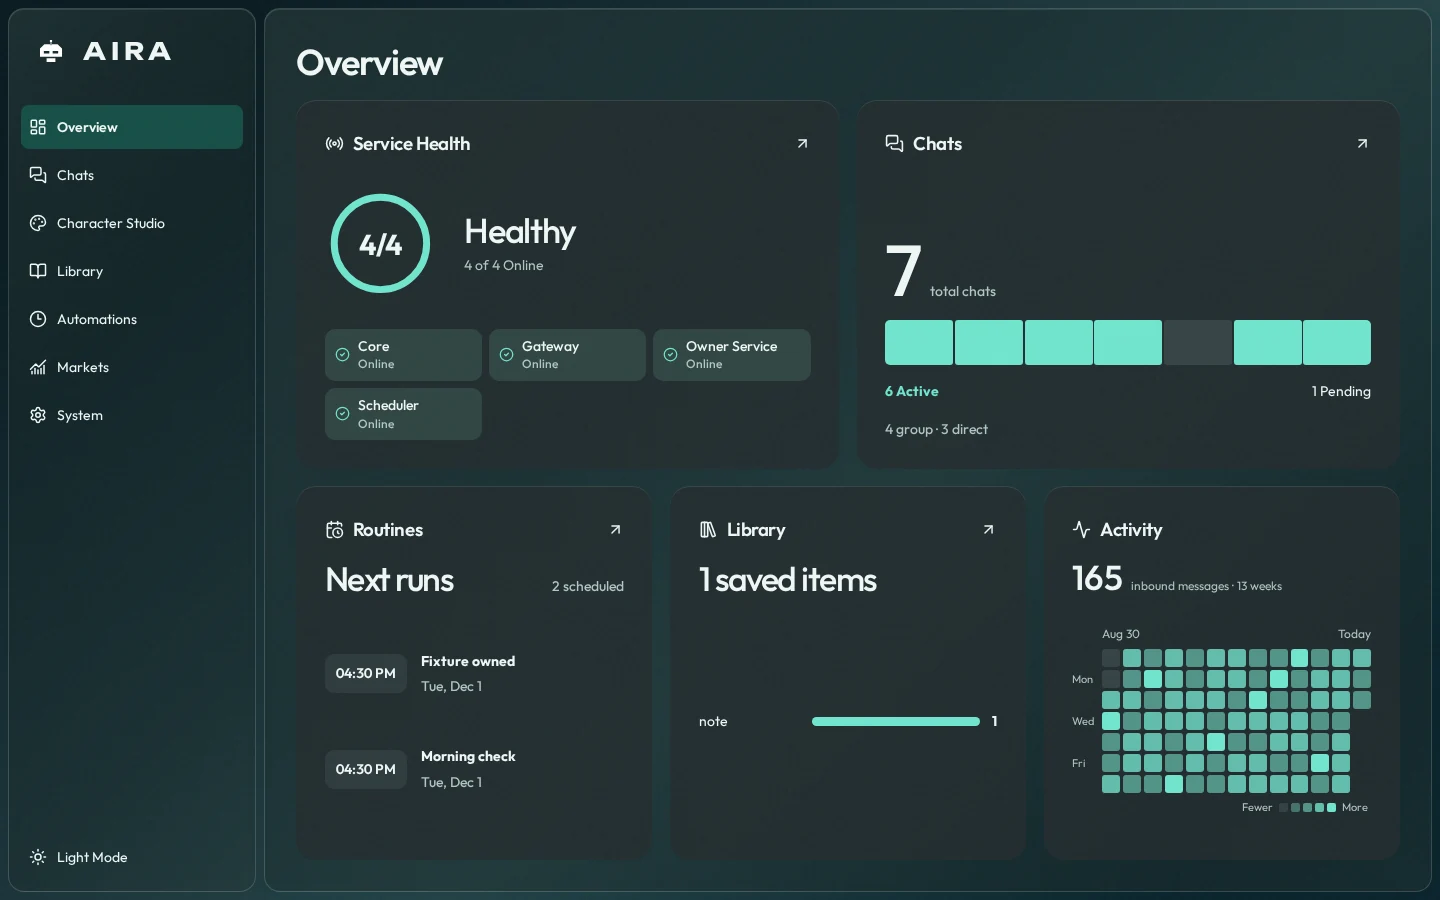 AIRA
Overview
Chats
Character Studio
Library
Automations
Markets
System
Light Mode
Overview
Service Health
4/4
Healthy
4 of 4 Online
Core
Online
Gateway
Online
Owner Service
Online
Scheduler
Online
Chats
7 total chats
6 Active
1 Pending
4 group · 3 direct
Routines
Next runs
2 scheduled
04:30 PM
Fixture owned
Tue, Dec 1
04:30 PM
Morning check
Tue, Dec 1
Library
1 saved items
note
1
Activity
165 inbound messages · 13 weeks
Aug 30
Today
Mon
Wed
Fri
Fewer
More